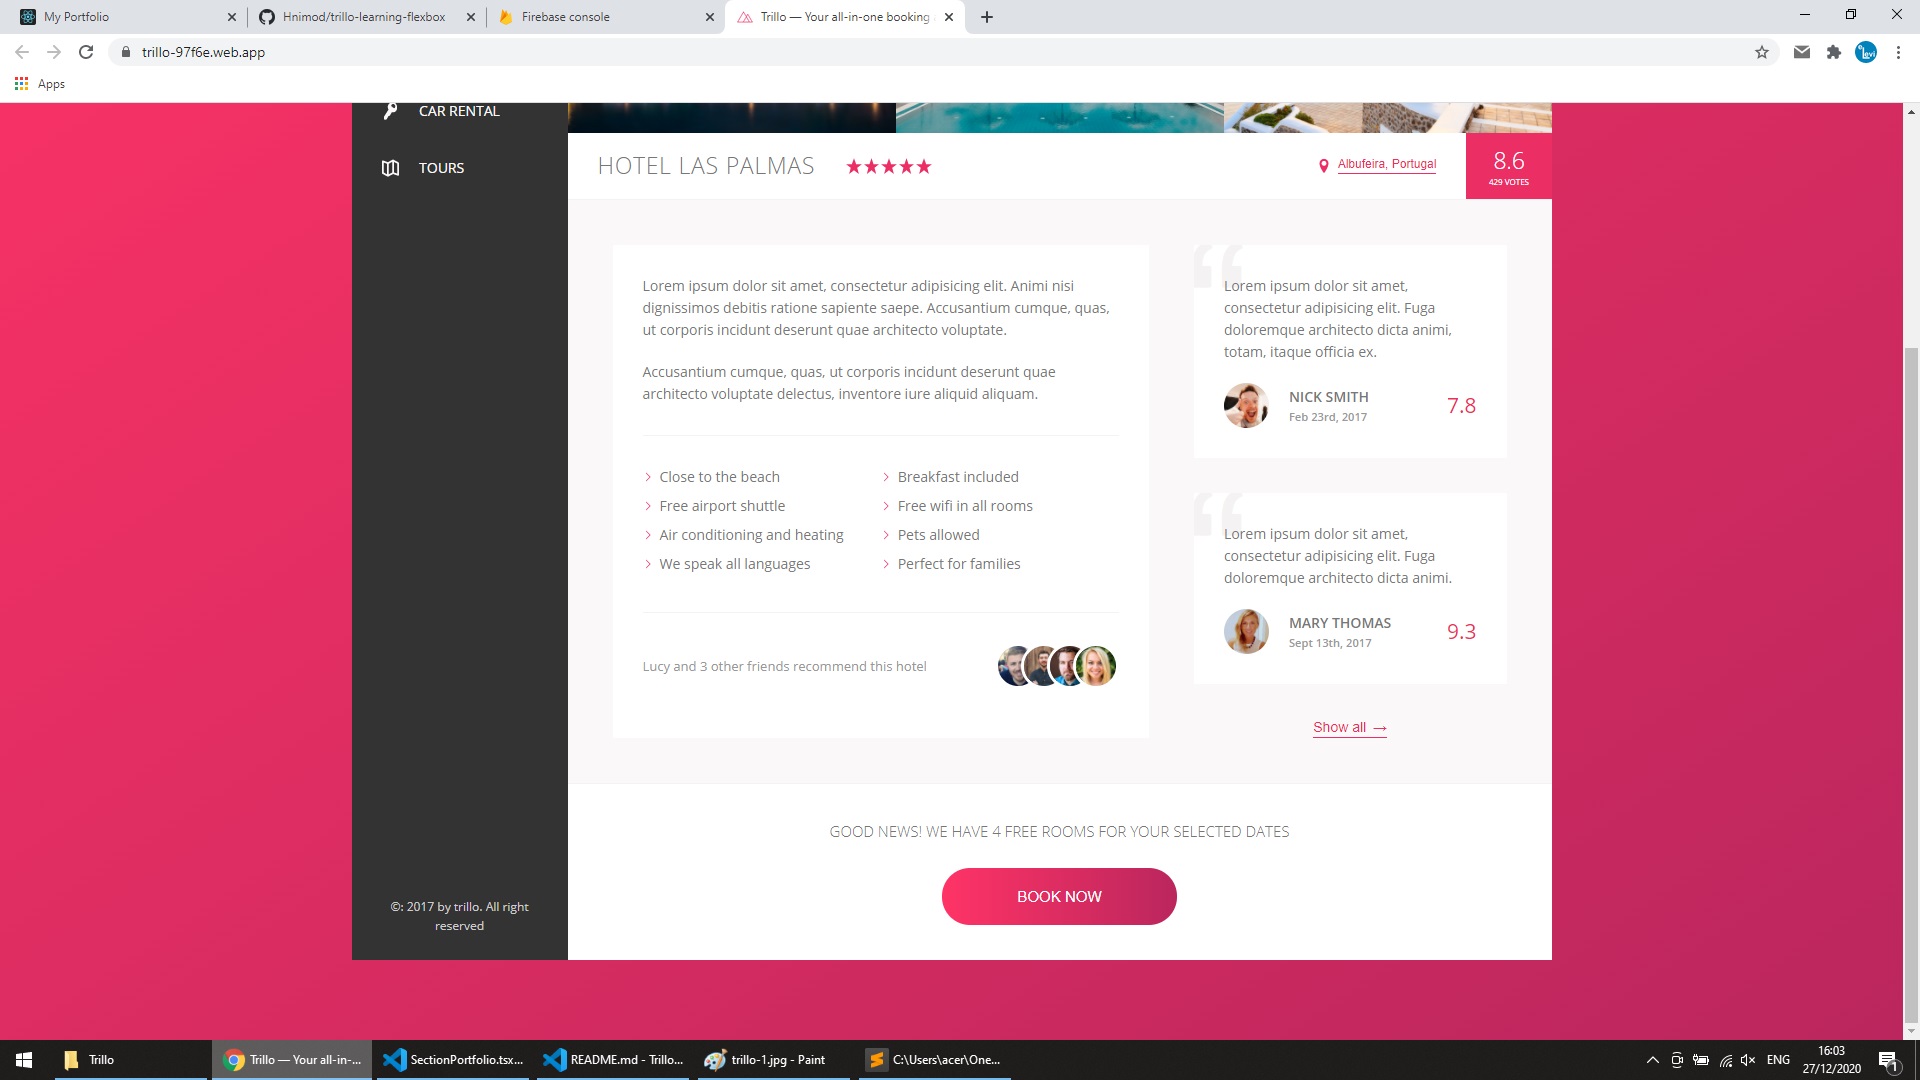 My Portfolio
Hnimod/trillo-learning-flexbox
Firebase console
Trillo — Your all-in-one booking
trillo-97f6e.web.app
Apps
CAR RENTAL
TOURS
HOTEL LAS PALMAS
Albufeira, Portugal
8.6
429 VOTES
Lorem ipsum dolor sit amet, consectetur adipisicing elit. Animi nisi
dignissimos debitis ratione sapiente saepe. Accusantium cumque, quas,
ut corporis incidunt deserunt quae architecto voluptate.
Accusantium cumque, quas, ut corporis incidunt deserunt quae
architecto voluptate delectus, inventore iure aliquid aliquam.
Close to the beach
Breakfast included
Free airport shuttle
Free wifi in all rooms
Air conditioning and heating
Pets allowed
We speak all languages
Perfect for families
Lucy and 3 other friends recommend this hotel
Lorem ipsum dolor sit amet,
consectetur adipisicing elit. Fuga
doloremque architecto dicta animi,
totam, itaque officia ex.
NICK SMITH
Feb 23rd, 2017
7.8
Lorem ipsum dolor sit amet,
consectetur adipisicing elit. Fuga
doloremque architecto dicta animi.
MARY THOMAS
Sept 13th, 2017
9.3
Show all →
GOOD NEWS! WE HAVE 4 FREE ROOMS FOR YOUR SELECTED DATES
BOOK NOW
©: 2017 by trillo. All right
reserved
Trillo
Trillo — Your all-in-...
SectionPortfolio.tsx...
README.md - Trillo...
trillo-1.jpg - Paint
C:\Users\acer\One...
ENG
16:03
27/12/2020
1